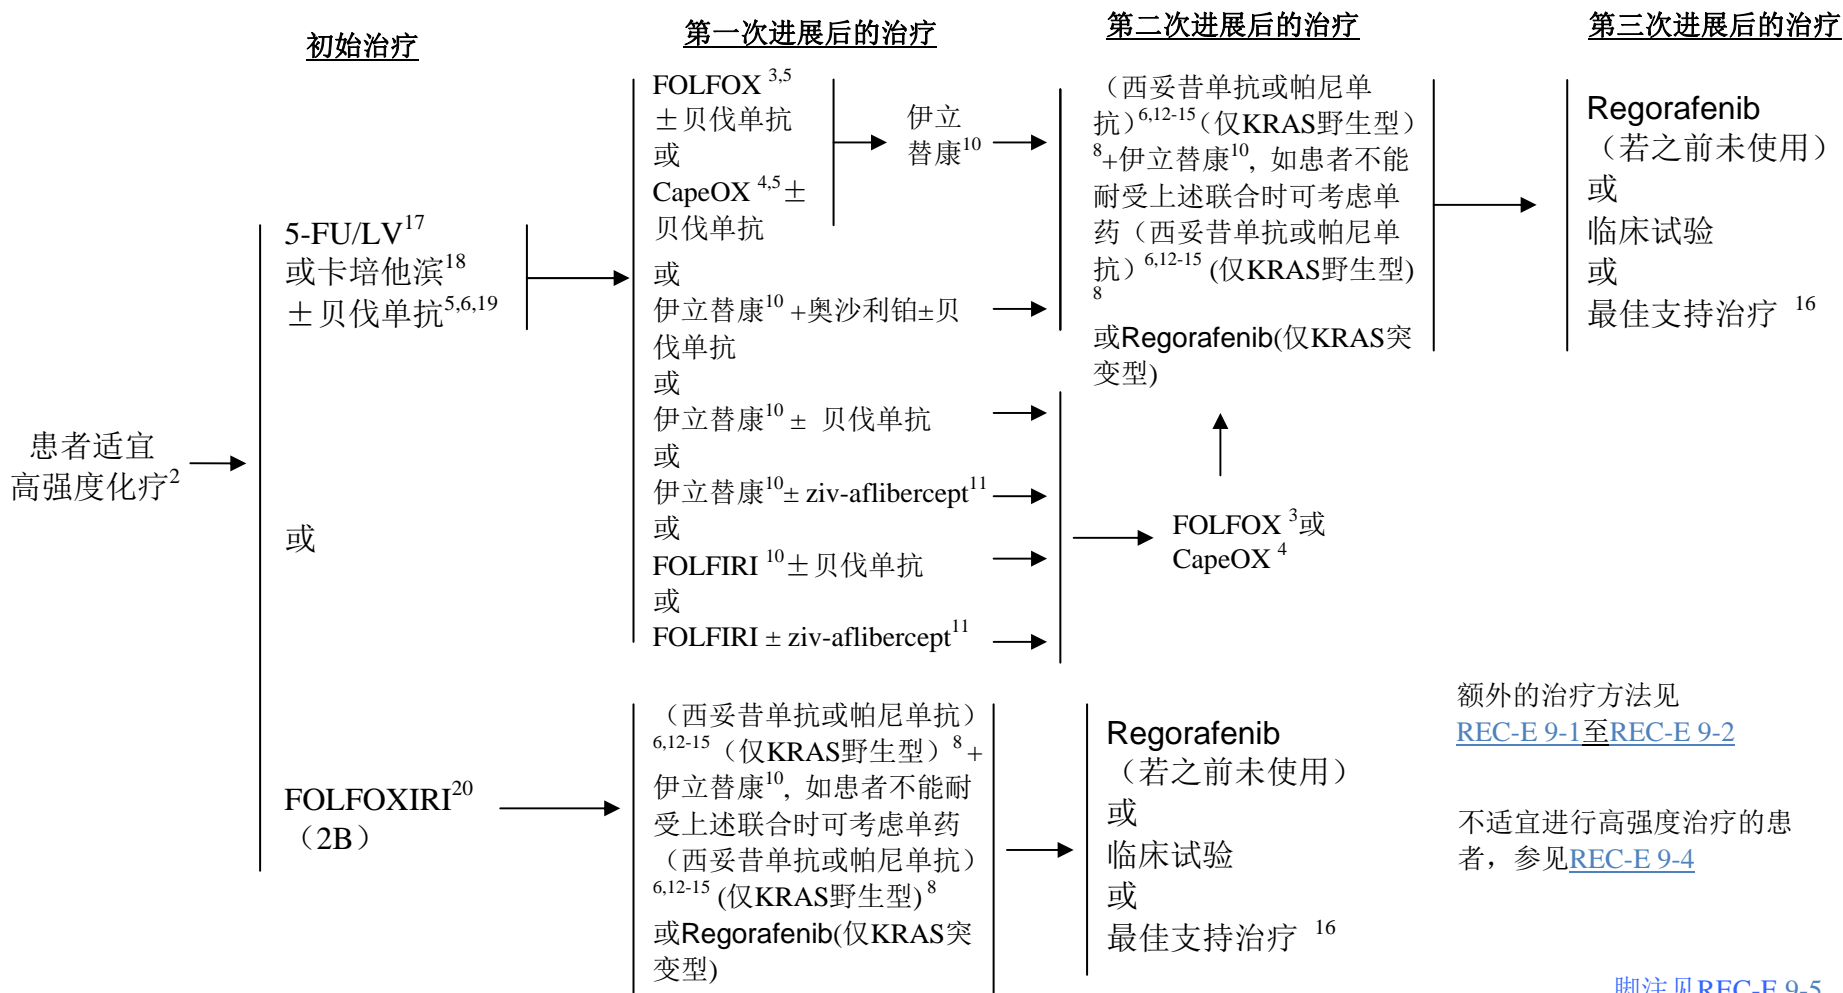 初始治疗
第一次进展后的治疗
第二次进展后的治疗
第三次进展后的治疗
患者适宜
高强度化疗2
5-FU/LV17
或卡培他滨18
±贝伐单抗5,6,19
或
FOLFOXIRI20
（2B）
FOLFOX 3,5
±贝伐单抗
或
CapeOX 4,5±
贝伐单抗
或
伊立替康10 +奥沙利铂±贝
伐单抗
或
伊立替康10 ± 贝伐单抗
或
伊立替康10± ziv-aflibercept11
或
FOLFIRI 10±贝伐单抗
或
FOLFIRI ± ziv-aflibercept11
伊立
替康10
（西妥昔单抗或帕尼单
抗）6,12-15（仅KRAS野生型）
8+伊立替康10, 如患者不能
耐受上述联合时可考虑单
药（西妥昔单抗或帕尼单
抗）6,12-15 (仅KRAS野生型)
8
或Regorafenib(仅KRAS突
变型)
FOLFOX 3或
CapeOX 4
Regorafenib
（若之前未使用）
或
临床试验
或
最佳支持治疗 16
（西妥昔单抗或帕尼单抗）
6,12-15（仅KRAS野生型）8 +
伊立替康10, 如患者不能耐
受上述联合时可考虑单药
（西妥昔单抗或帕尼单抗）
6,12-15 (仅KRAS野生型) 8
或Regorafenib(仅KRAS突
变型)
Regorafenib
（若之前未使用）
或
临床试验
或
最佳支持治疗 16
额外的治疗方法见
REC-E 9-1至REC-E 9-2
不适宜进行高强度治疗的患
者，参见REC-E 9-4
脚注见REC-E 9-5